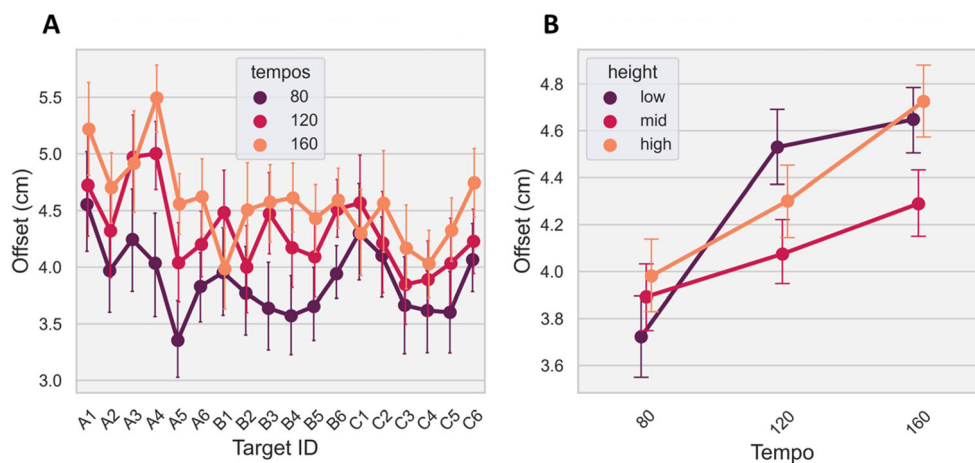 A
tempos
80
120
160
Offset (cm)
5.5
5.0
4.5
4.0
3.5
3.0
A1 A2 A3 A4 A5 A6 B1 B2 B3 B4 B5 B6 C1 C2 C3 C4 C5 C6
Target ID
B
height
low
mid
high
Offset (cm)
4.8
4.6
4.4
4.2
4.0
3.8
3.6
80 120 160
Tempo